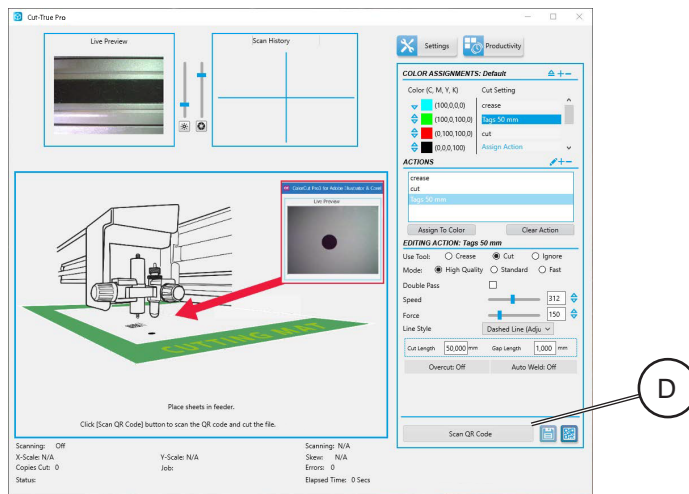 Cut-True Pro
Live Preview
Scan History
Settings
Productivity
COLOR ASSIGNMENTS: Default
Color (C, M, Y, K) Cut Setting
(100,0,0,0) crease
(100,0,100,0) Tags 50 mm
(0,100,100,0) cut
(0,0,0,100) Assign Action
ACTIONS
crease
cut
Tags 50 mm
Assign To Color Clear Action
EDITING ACTION: Tags 50 mm
Use Tool: Crease Cut Ignore
Mode: High Quality Standard Fast
Double Pass
Speed 312
Force 150
Line Style Dashed Line (Adju
Cut Length 50,000 mm Gap Length 1,000 mm
Overcut: Off Auto Weld: Off
Scan QR Code
D
Live Preview
CUTTING MAT
Place sheets in feeder.
Click [Scan QR Code] button to scan the QR code and cut the file.
Scanning: Off Scanning: N/A
X-Scale: N/A Y-Scale: N/A Skew: N/A
Copies Cut: 0 Job: Errors: 0
Status: Elapsed Time: 0 Secs